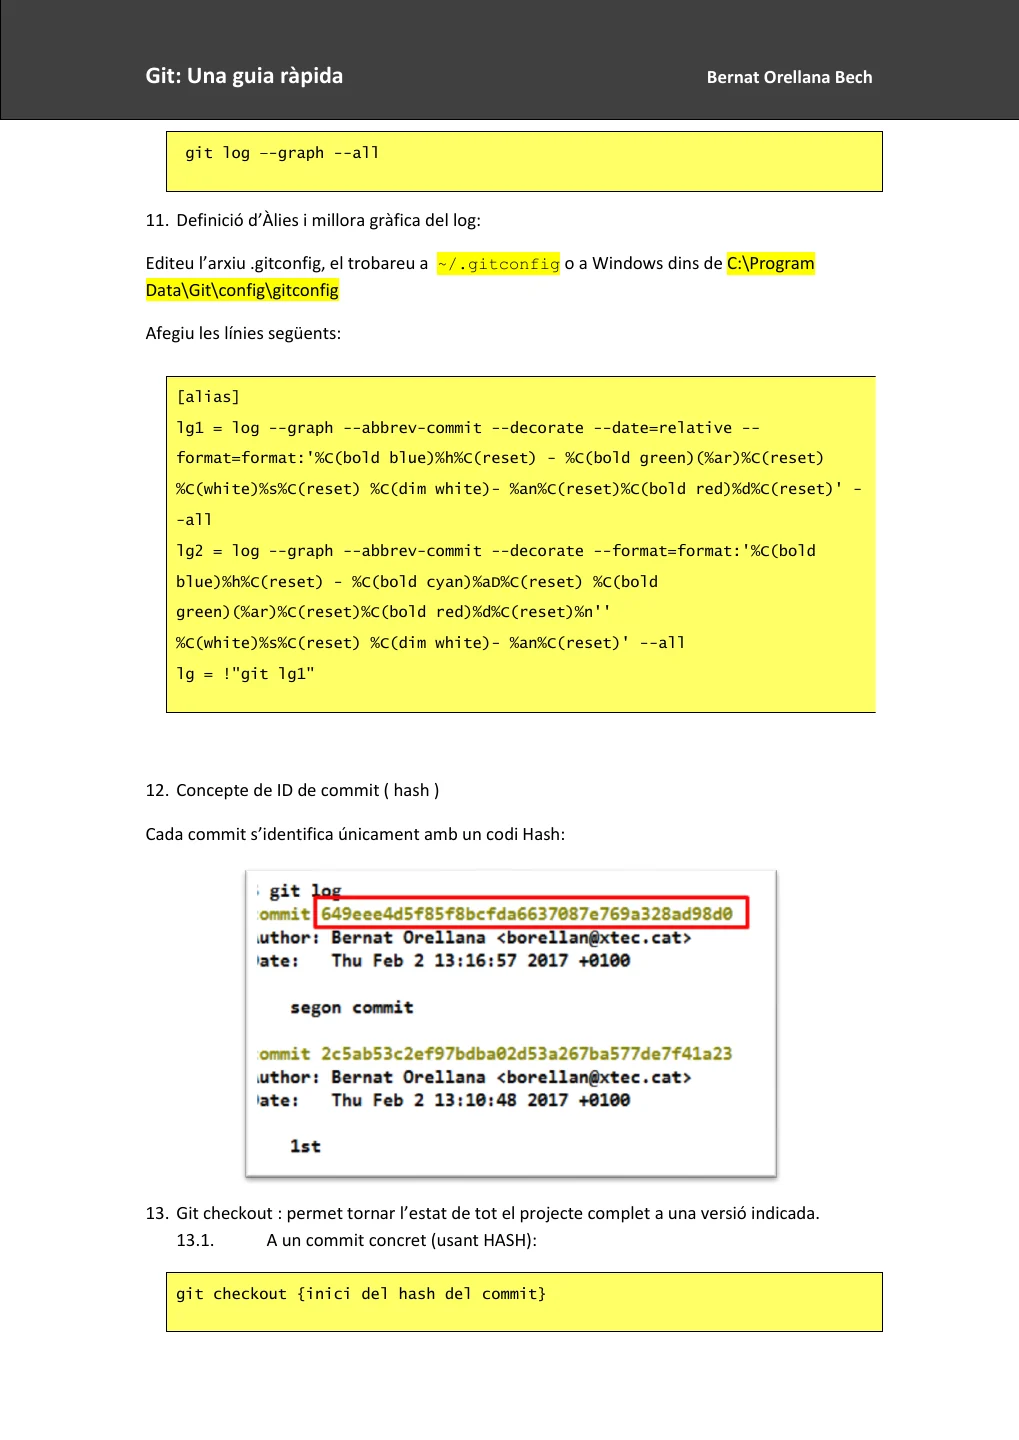 Git: Una guia ràpida Bernat Orellana Bech
git log –-graph --all
11. Definició d’Àlies i millora gràfica del log:
Editeu l’arxiu .gitconfig, el trobareu a ~/.gitconfig o a Windows dins de C:\Program
Data\Git\config\gitconfig
Afegiu les línies següents:
[alias]
lg1 = log --graph --abbrev-commit --decorate --date=relative --
format=format:'%C(bold blue)%h%C(reset) - %C(bold green)(%ar)%C(reset)
%C(white)%s%C(reset) %C(dim white)- %an%C(reset)%C(bold red)%d%C(reset)' -
-all
lg2 = log --graph --abbrev-commit --decorate --format=format:'%C(bold
blue)%h%C(reset) - %C(bold cyan)%aD%C(reset) %C(bold
green)(%ar)%C(reset)%C(bold red)%d%C(reset)%n''
%C(white)%s%C(reset) %C(dim white)- %an%C(reset)' --all
lg = !"git lg1"
12. Concepte de ID de commit ( hash )
Cada commit s’identifica únicament amb un codi Hash:
$ git log
commit 649eee4d5f85f8bcfda6637087e769a328ad98d0
Author: Bernat Orellana <borellan@xtec.cat>
Date: Thu Feb 2 13:16:57 2017 +0100
segon commit
commit 2c5ab53c2ef97bdba02d53a267ba577de7f41a23
Author: Bernat Orellana <borellan@xtec.cat>
Date: Thu Feb 2 13:10:48 2017 +0100
1st
13. Git checkout : permet tornar l’estat de tot el projecte complet a una versió indicada.
13.1. A un commit concret (usant HASH):
git checkout {inici del hash del commit}